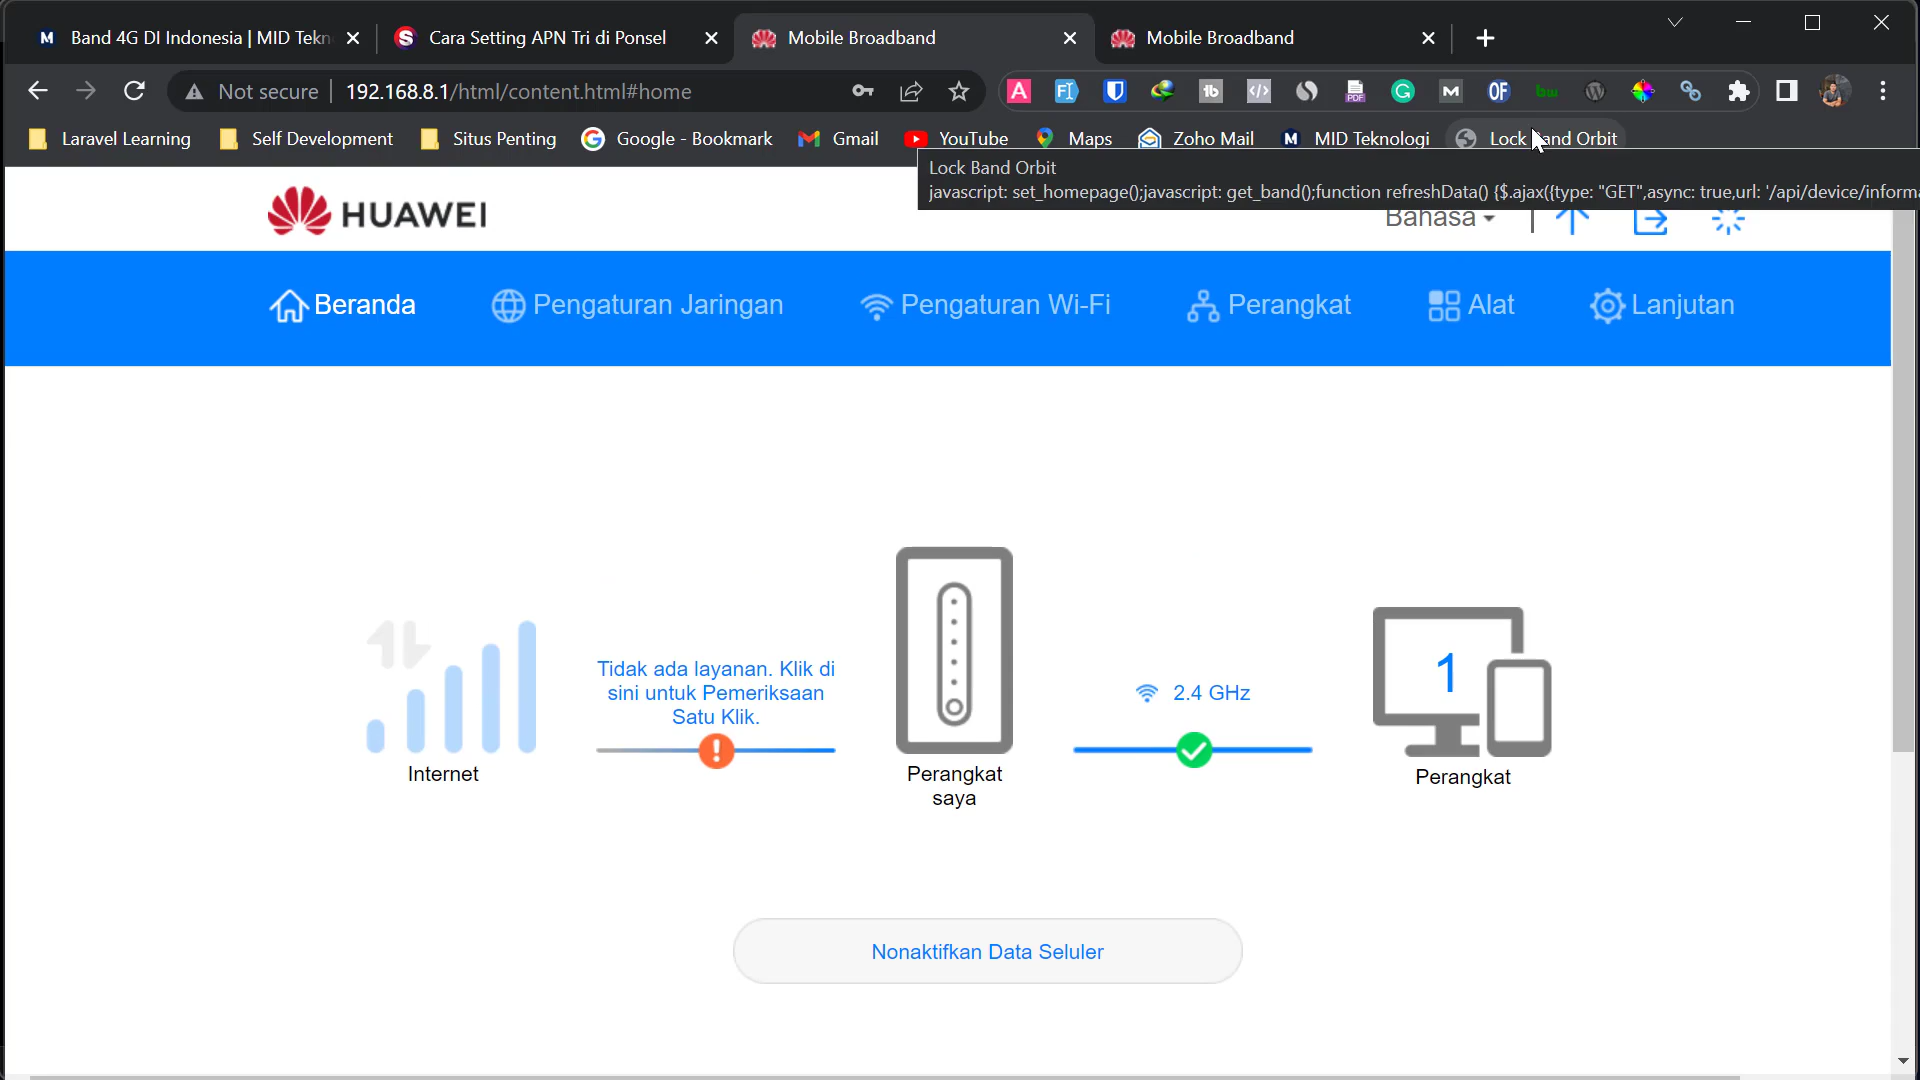 Band 4G DI Indonesia | MID Tekn
Cara Setting APN Tri di Ponsel
Mobile Broadband
Mobile Broadband
Not secure
192.168.8.1/html/content.html#home
Laravel Learning
Self Development
Situs Penting
Google - Bookmark
Gmail
YouTube
Maps
Zoho Mail
MID Teknologi
Lock Band Orbit
Lock Band Orbit
javascript: set_homepage();javascript: get_band();function refreshData() {$.ajax({type: "GET",async: true,url: '/api/device/informa
HUAWEI
Bahasa
Beranda
Pengaturan Jaringan
Pengaturan Wi-Fi
Perangkat
Alat
Lanjutan
Tidak ada layanan. Klik di
sini untuk Pemeriksaan
Satu Klik.
Internet
Perangkat
saya
2.4 GHz
1
Perangkat
Nonaktifkan Data Seluler